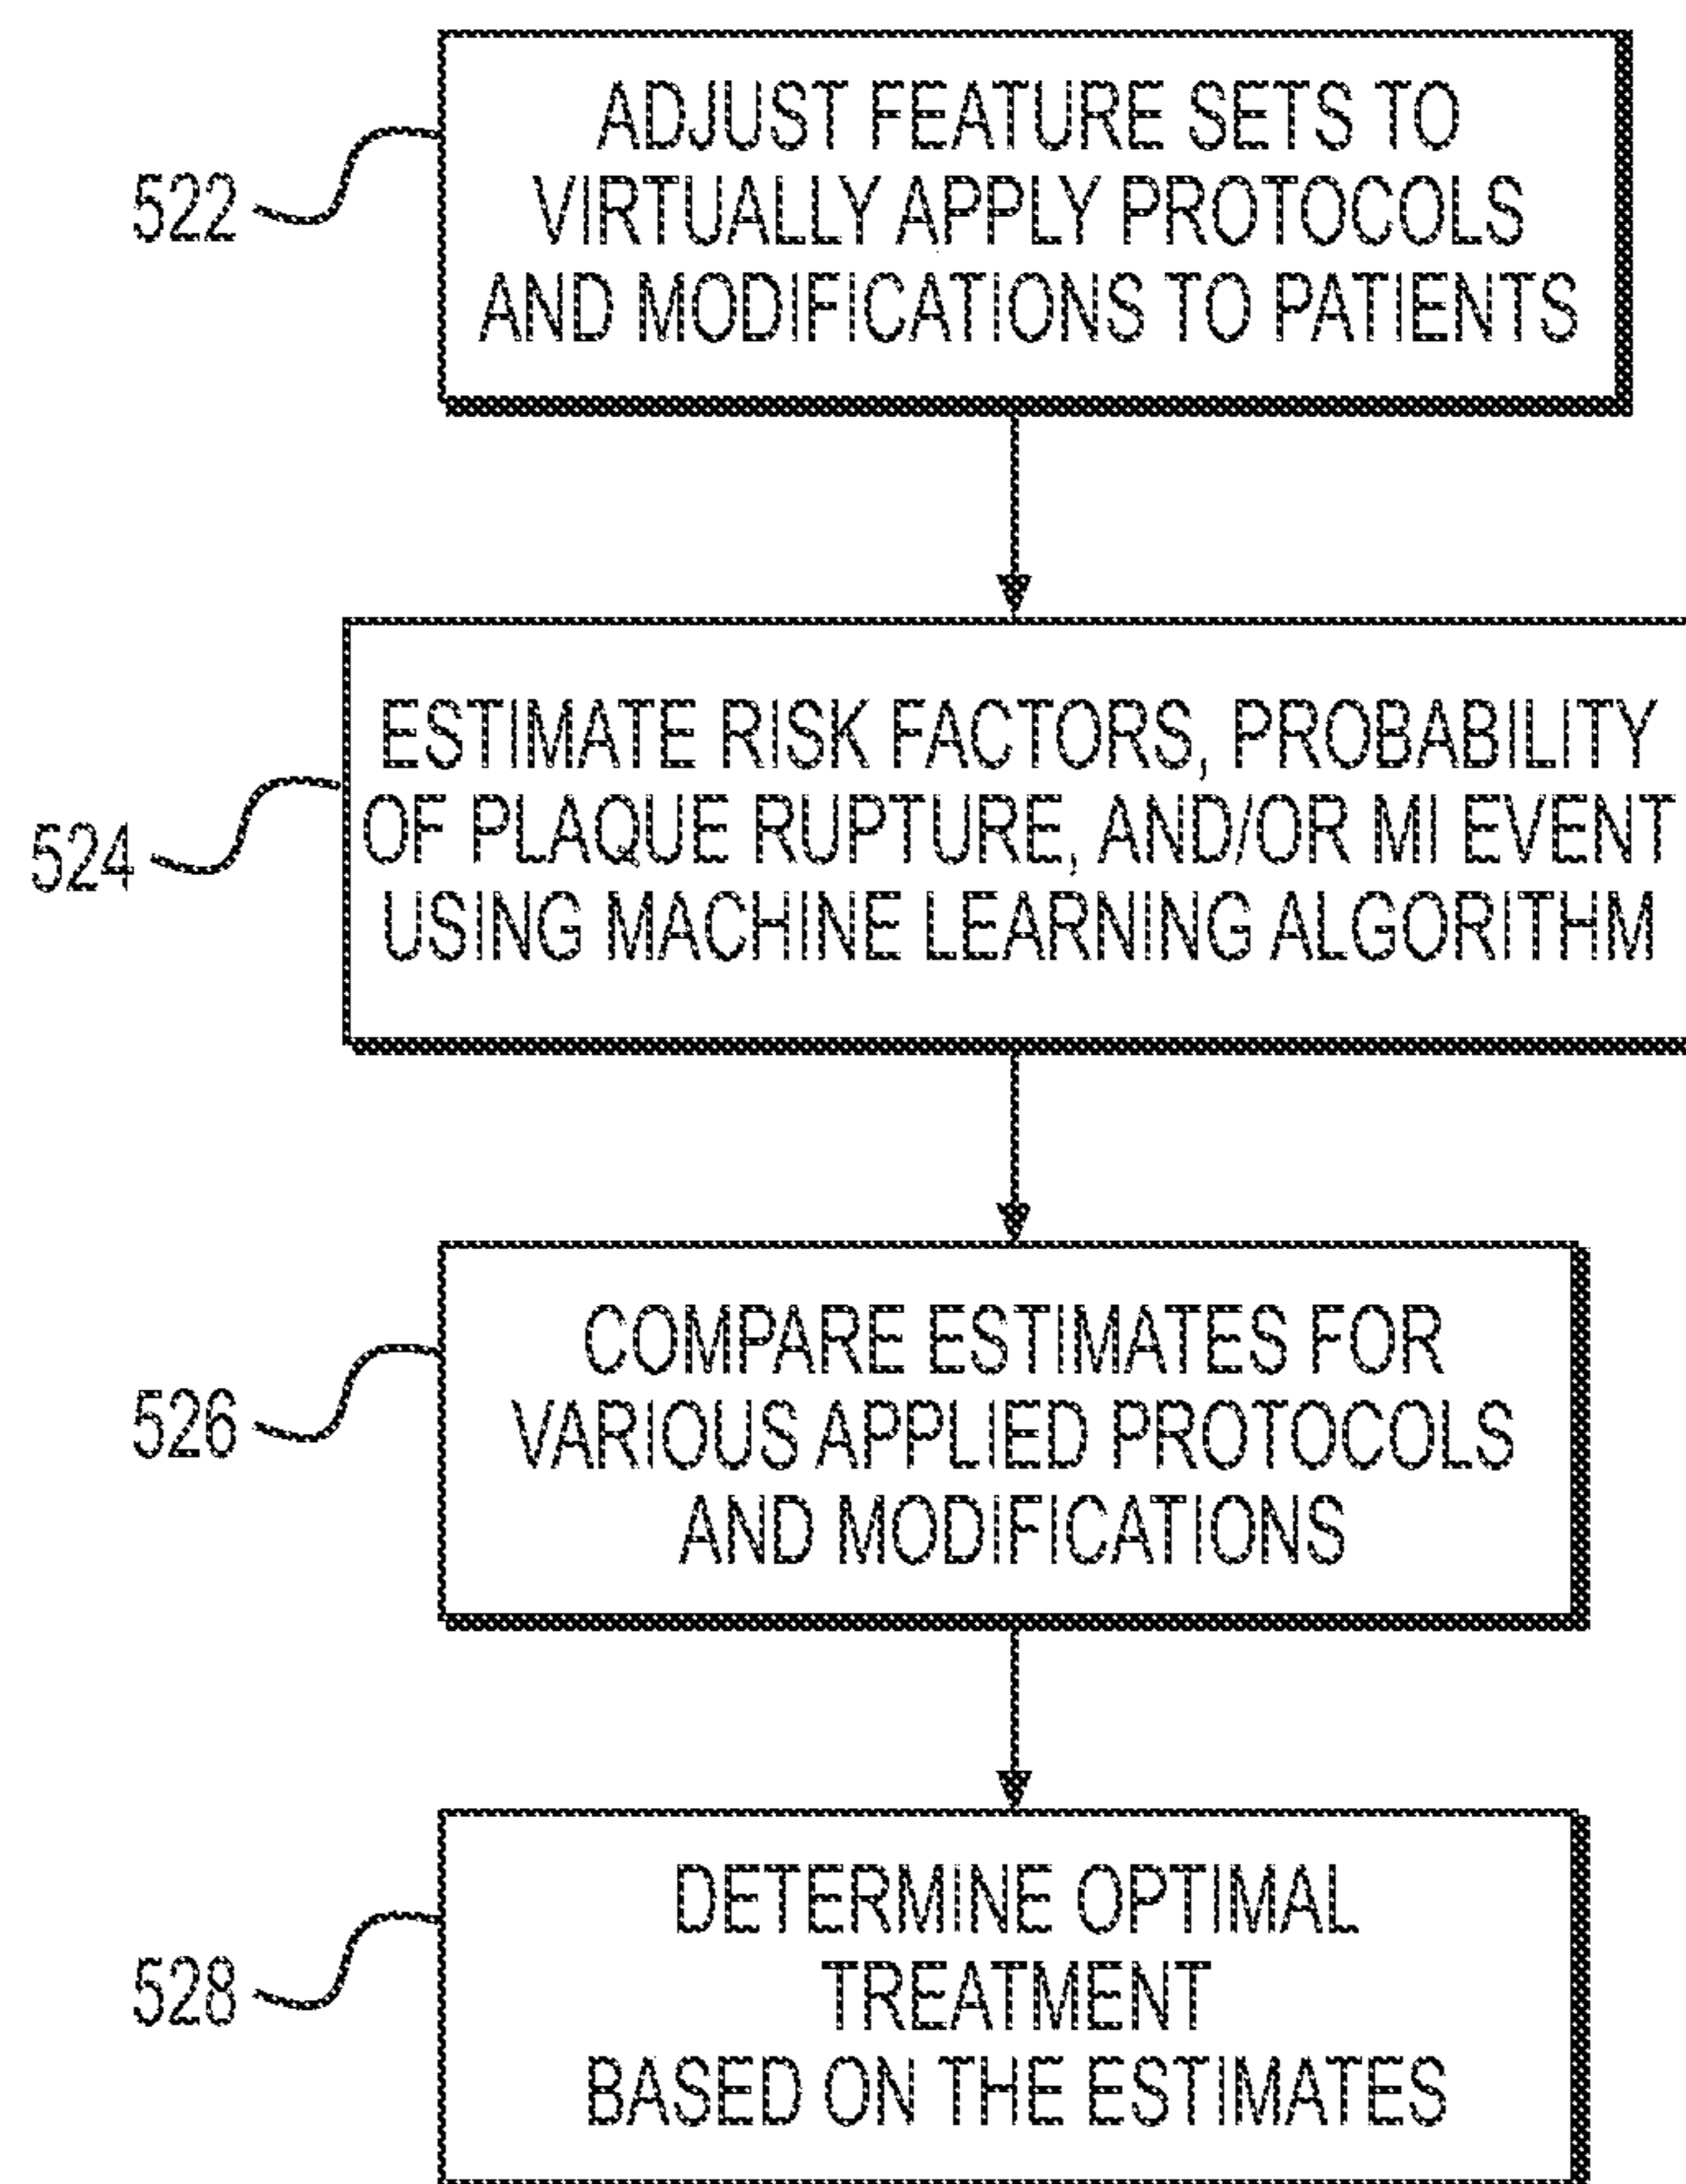 522
ADJUST FEATURE SETS TO
VIRTUALLY APPLY PROTOCOLS
AND MODIFICATIONS TO PATIENTS
524
ESTIMATE RISK FACTORS, PROBABILITY
OF PLAQUE RUPTURE, AND/OR MI EVENT
USING MACHINE LEARNING ALGORITHM
526
COMPARE ESTIMATES FOR
VARIOUS APPLIED PROTOCOLS
AND MODIFICATIONS
528
DETERMINE OPTIMAL
TREATMENT
BASED ON THE ESTIMATES